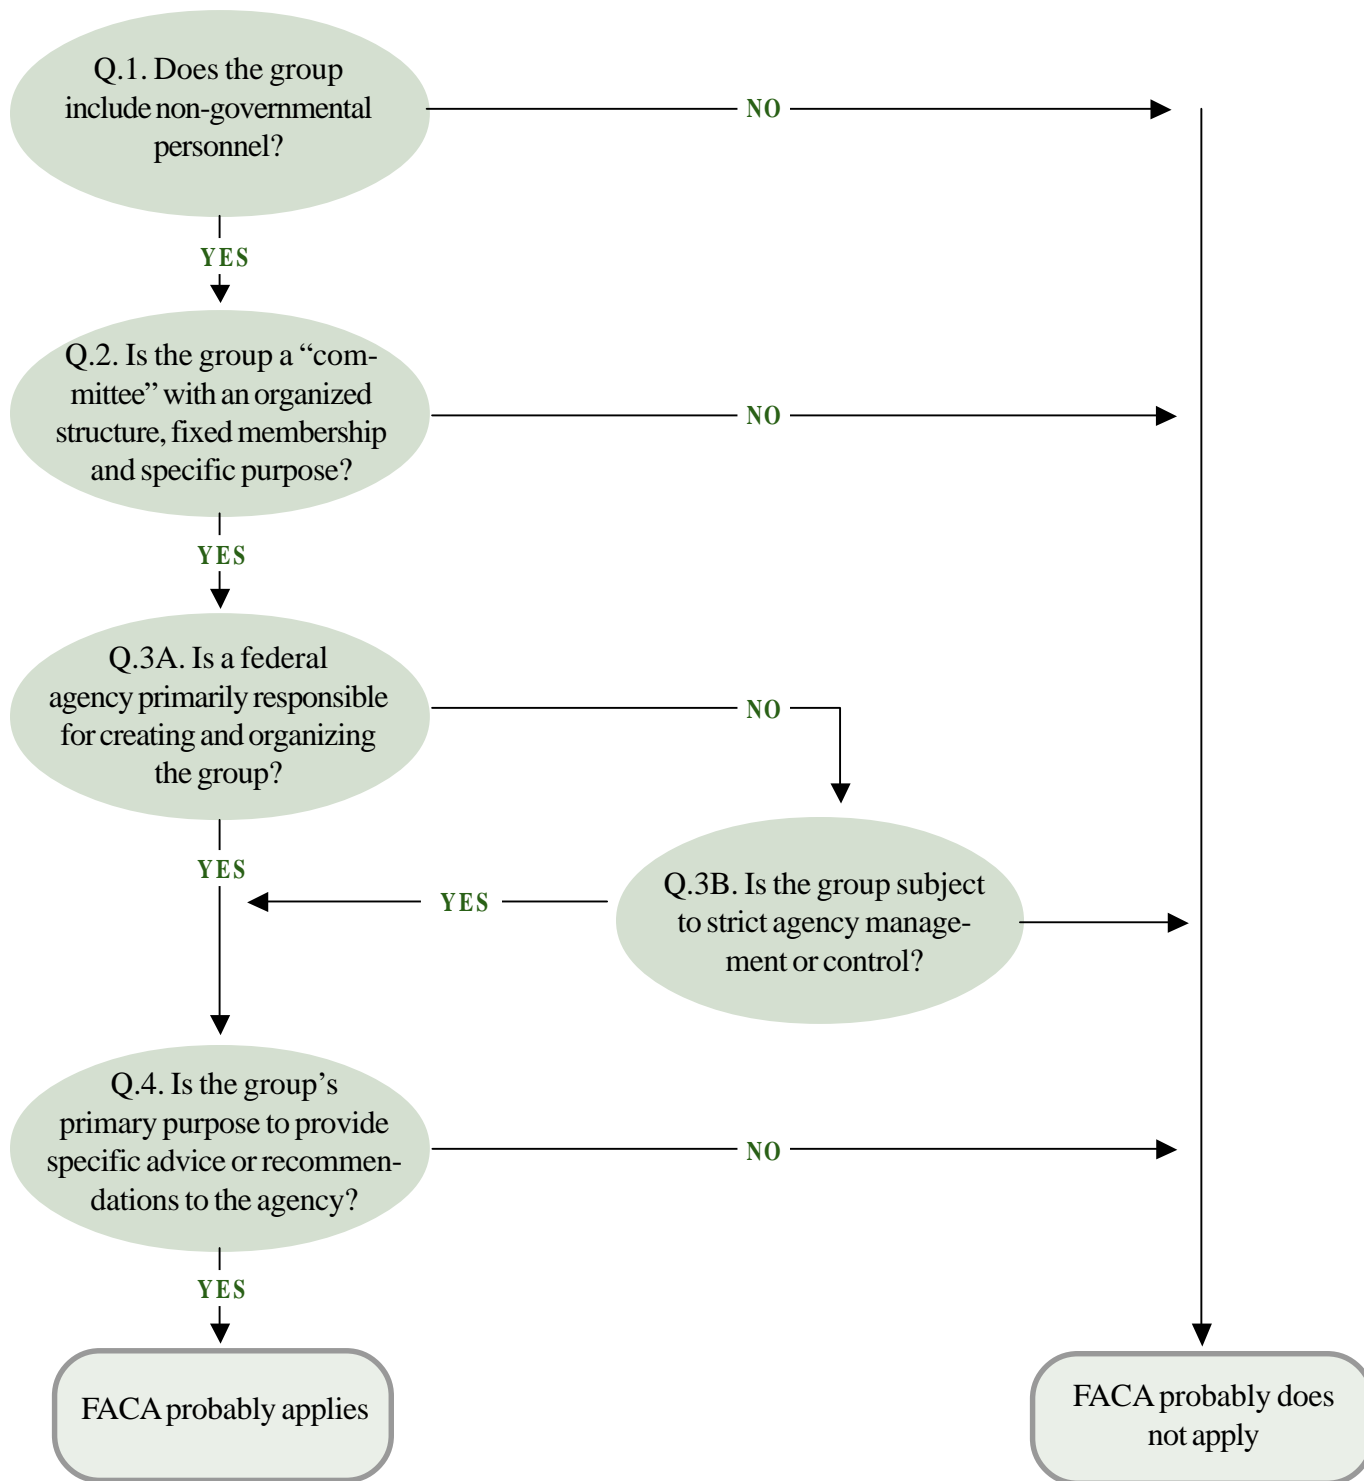 Q.1. Does the group
include non-governmental
personnel?
NO
YES
Q.2. Is the group a “com-
mittee” with an organized
structure, fixed membership
and specific purpose?
NO
YES
Q.3A. Is a federal
agency primarily responsible
for creating and organizing
the group?
NO
YES
Q.3B. Is the group subject
to strict agency manage-
ment or control?
YES
Q.4. Is the group’s
primary purpose to provide
specific advice or recommen-
dations to the agency?
NO
YES
FACA probably applies
FACA probably does
not apply